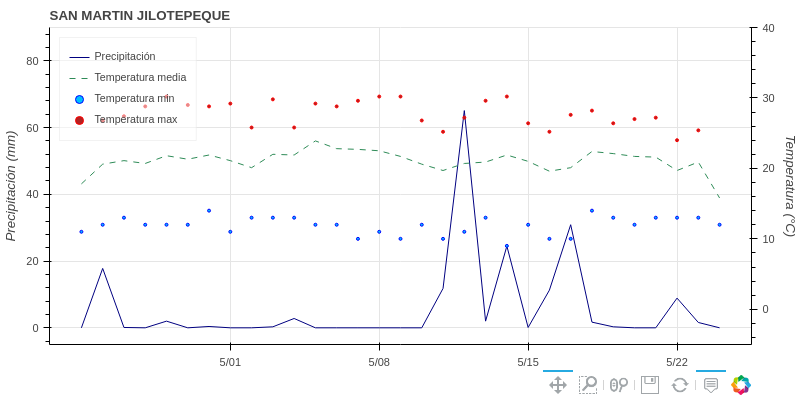 SAN MARTIN JILOTEPEQUE
Precipitación
Temperatura media
Temperatura min
Temperatura max
Precipitación (mm)
80
60
40
20
0
Temperatura (°C)
40
30
20
10
0
5/01
5/08
5/15
5/22